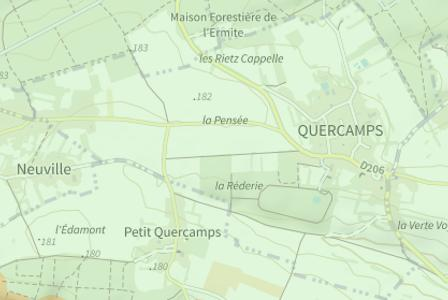 Maison Forestière de
l'Ermite
183
les Rietz Cappelle
83
182
la Pensée
QUERCAMPS
Neuville
D206
la Réderie
l'Édamont
Petit Quercamps
la Verte Vo
181
180
180